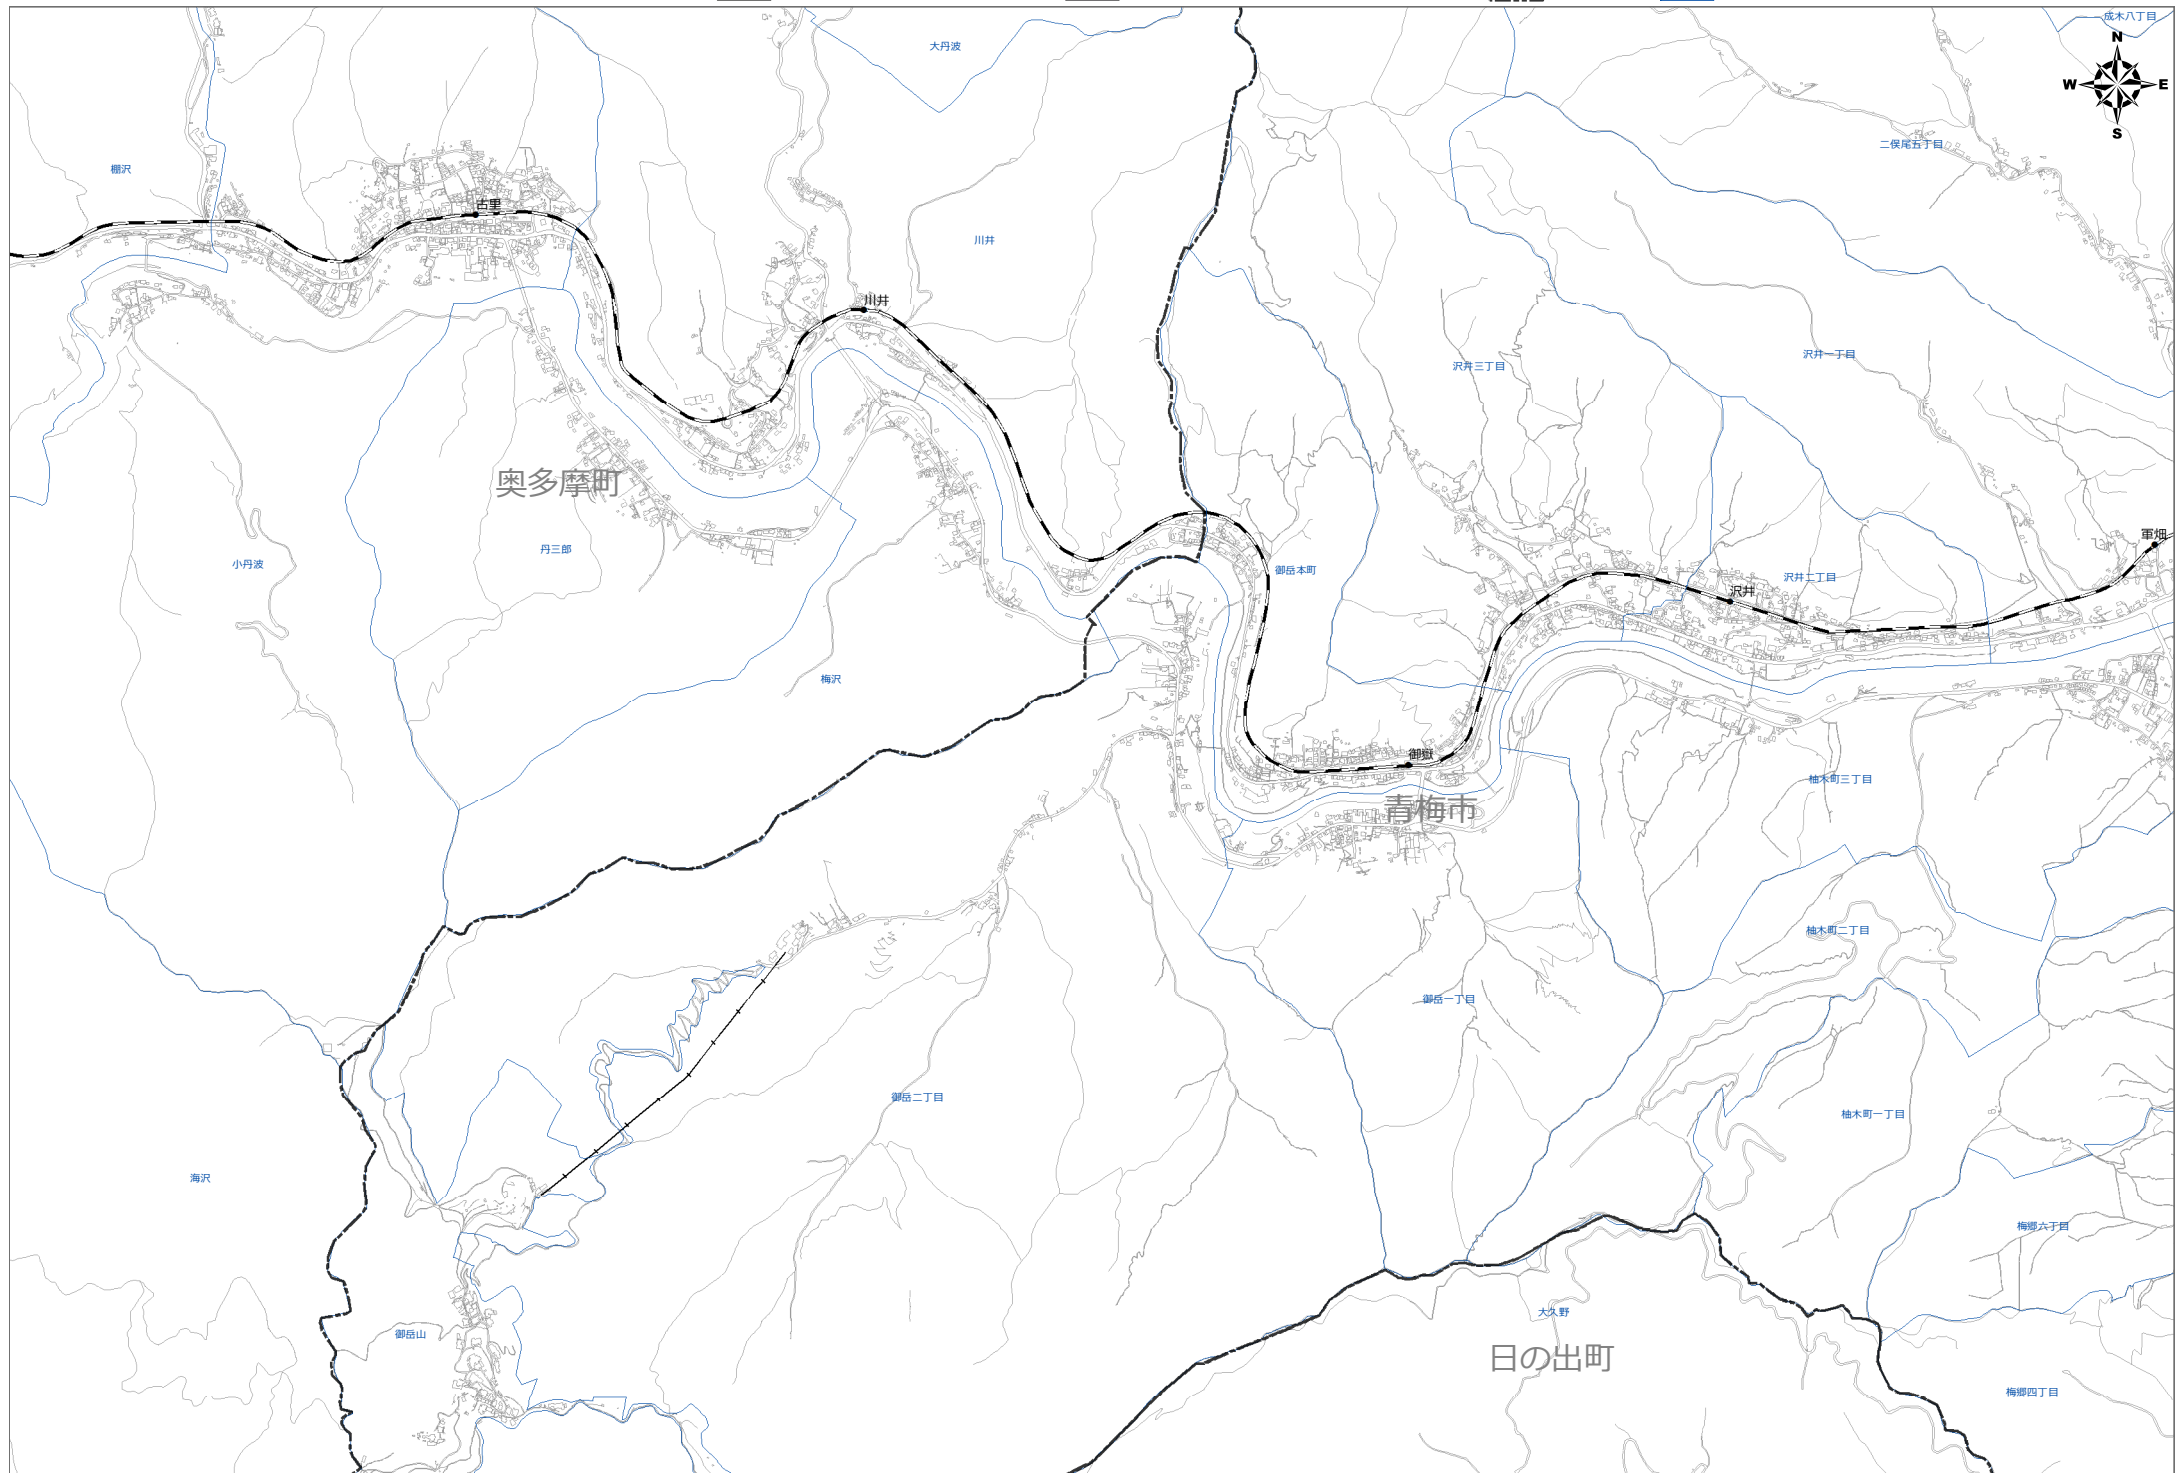 成木八丁目
大丹波
N
W
E
S
二俣尾五丁目
棚沢
古里
川井
川井
沢井一丁目
沢井三丁目
奥多摩町
軍畑
丹三郎
小丹波
御岳本町
沢井二丁目
沢井
梅沢
御嶽
柚木町三丁目
青梅市
柚木町二丁目
御岳一丁目
御岳二丁目
柚木町一丁目
海沢
梅郷六丁目
大久野
御岳山
日の出町
梅郷四丁目